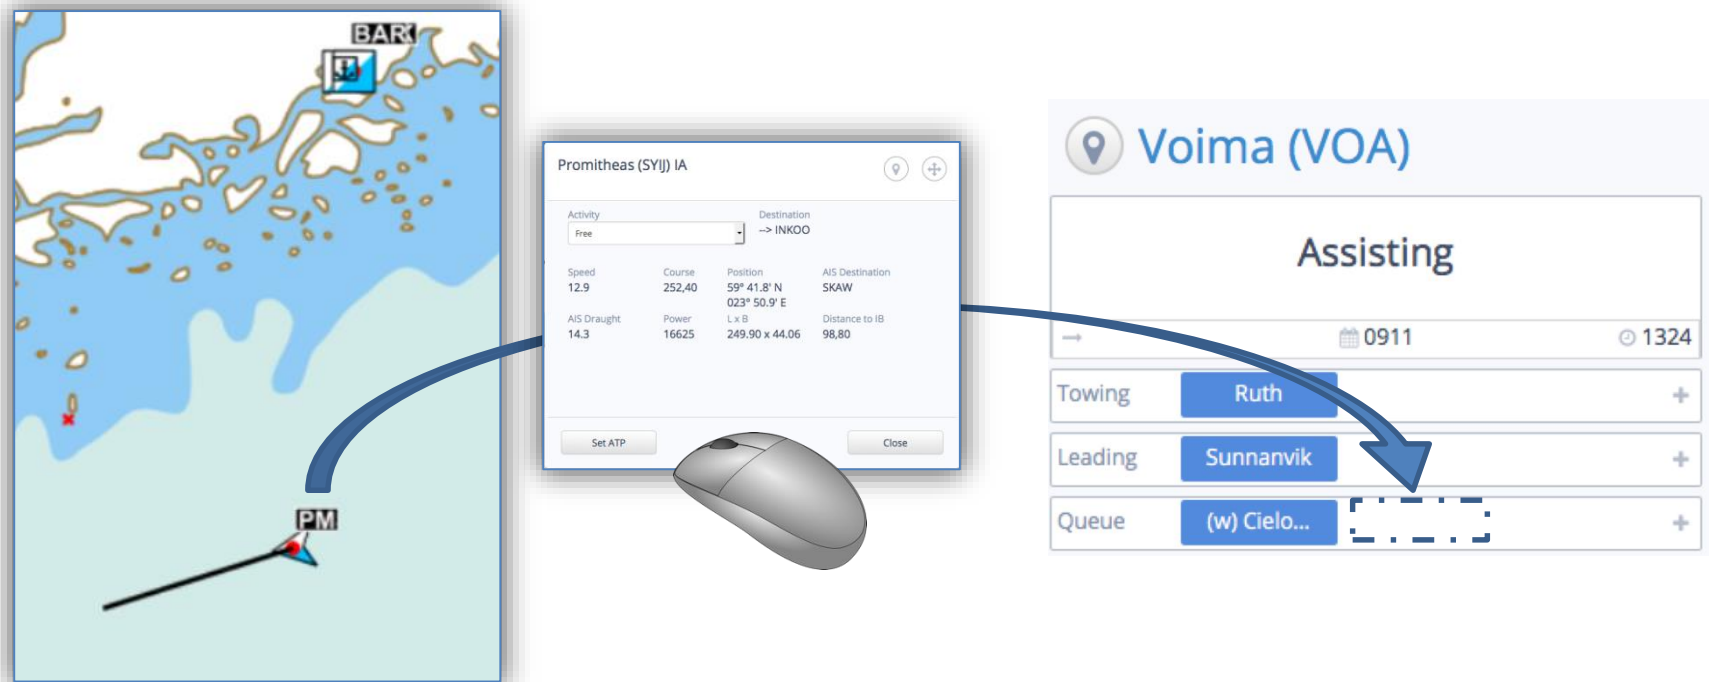 BARK
PM
Promitheas (SYIJ) IA
Activity
Destination
Free
--> INKOO
Speed
Course
Position
AIS Destination
12.9
252,40
59° 41.8' N
SKAW
023° 50.9' E
AIS Draught
Power
L x B
Distance to IB
14.3
16625
249.90 x 44.06
98,80
Set ATP
Close
Voima (VOA)
Assisting
0911
1324
Towing
Ruth
Leading
Sunnanvik
Queue
(w) Cielo...